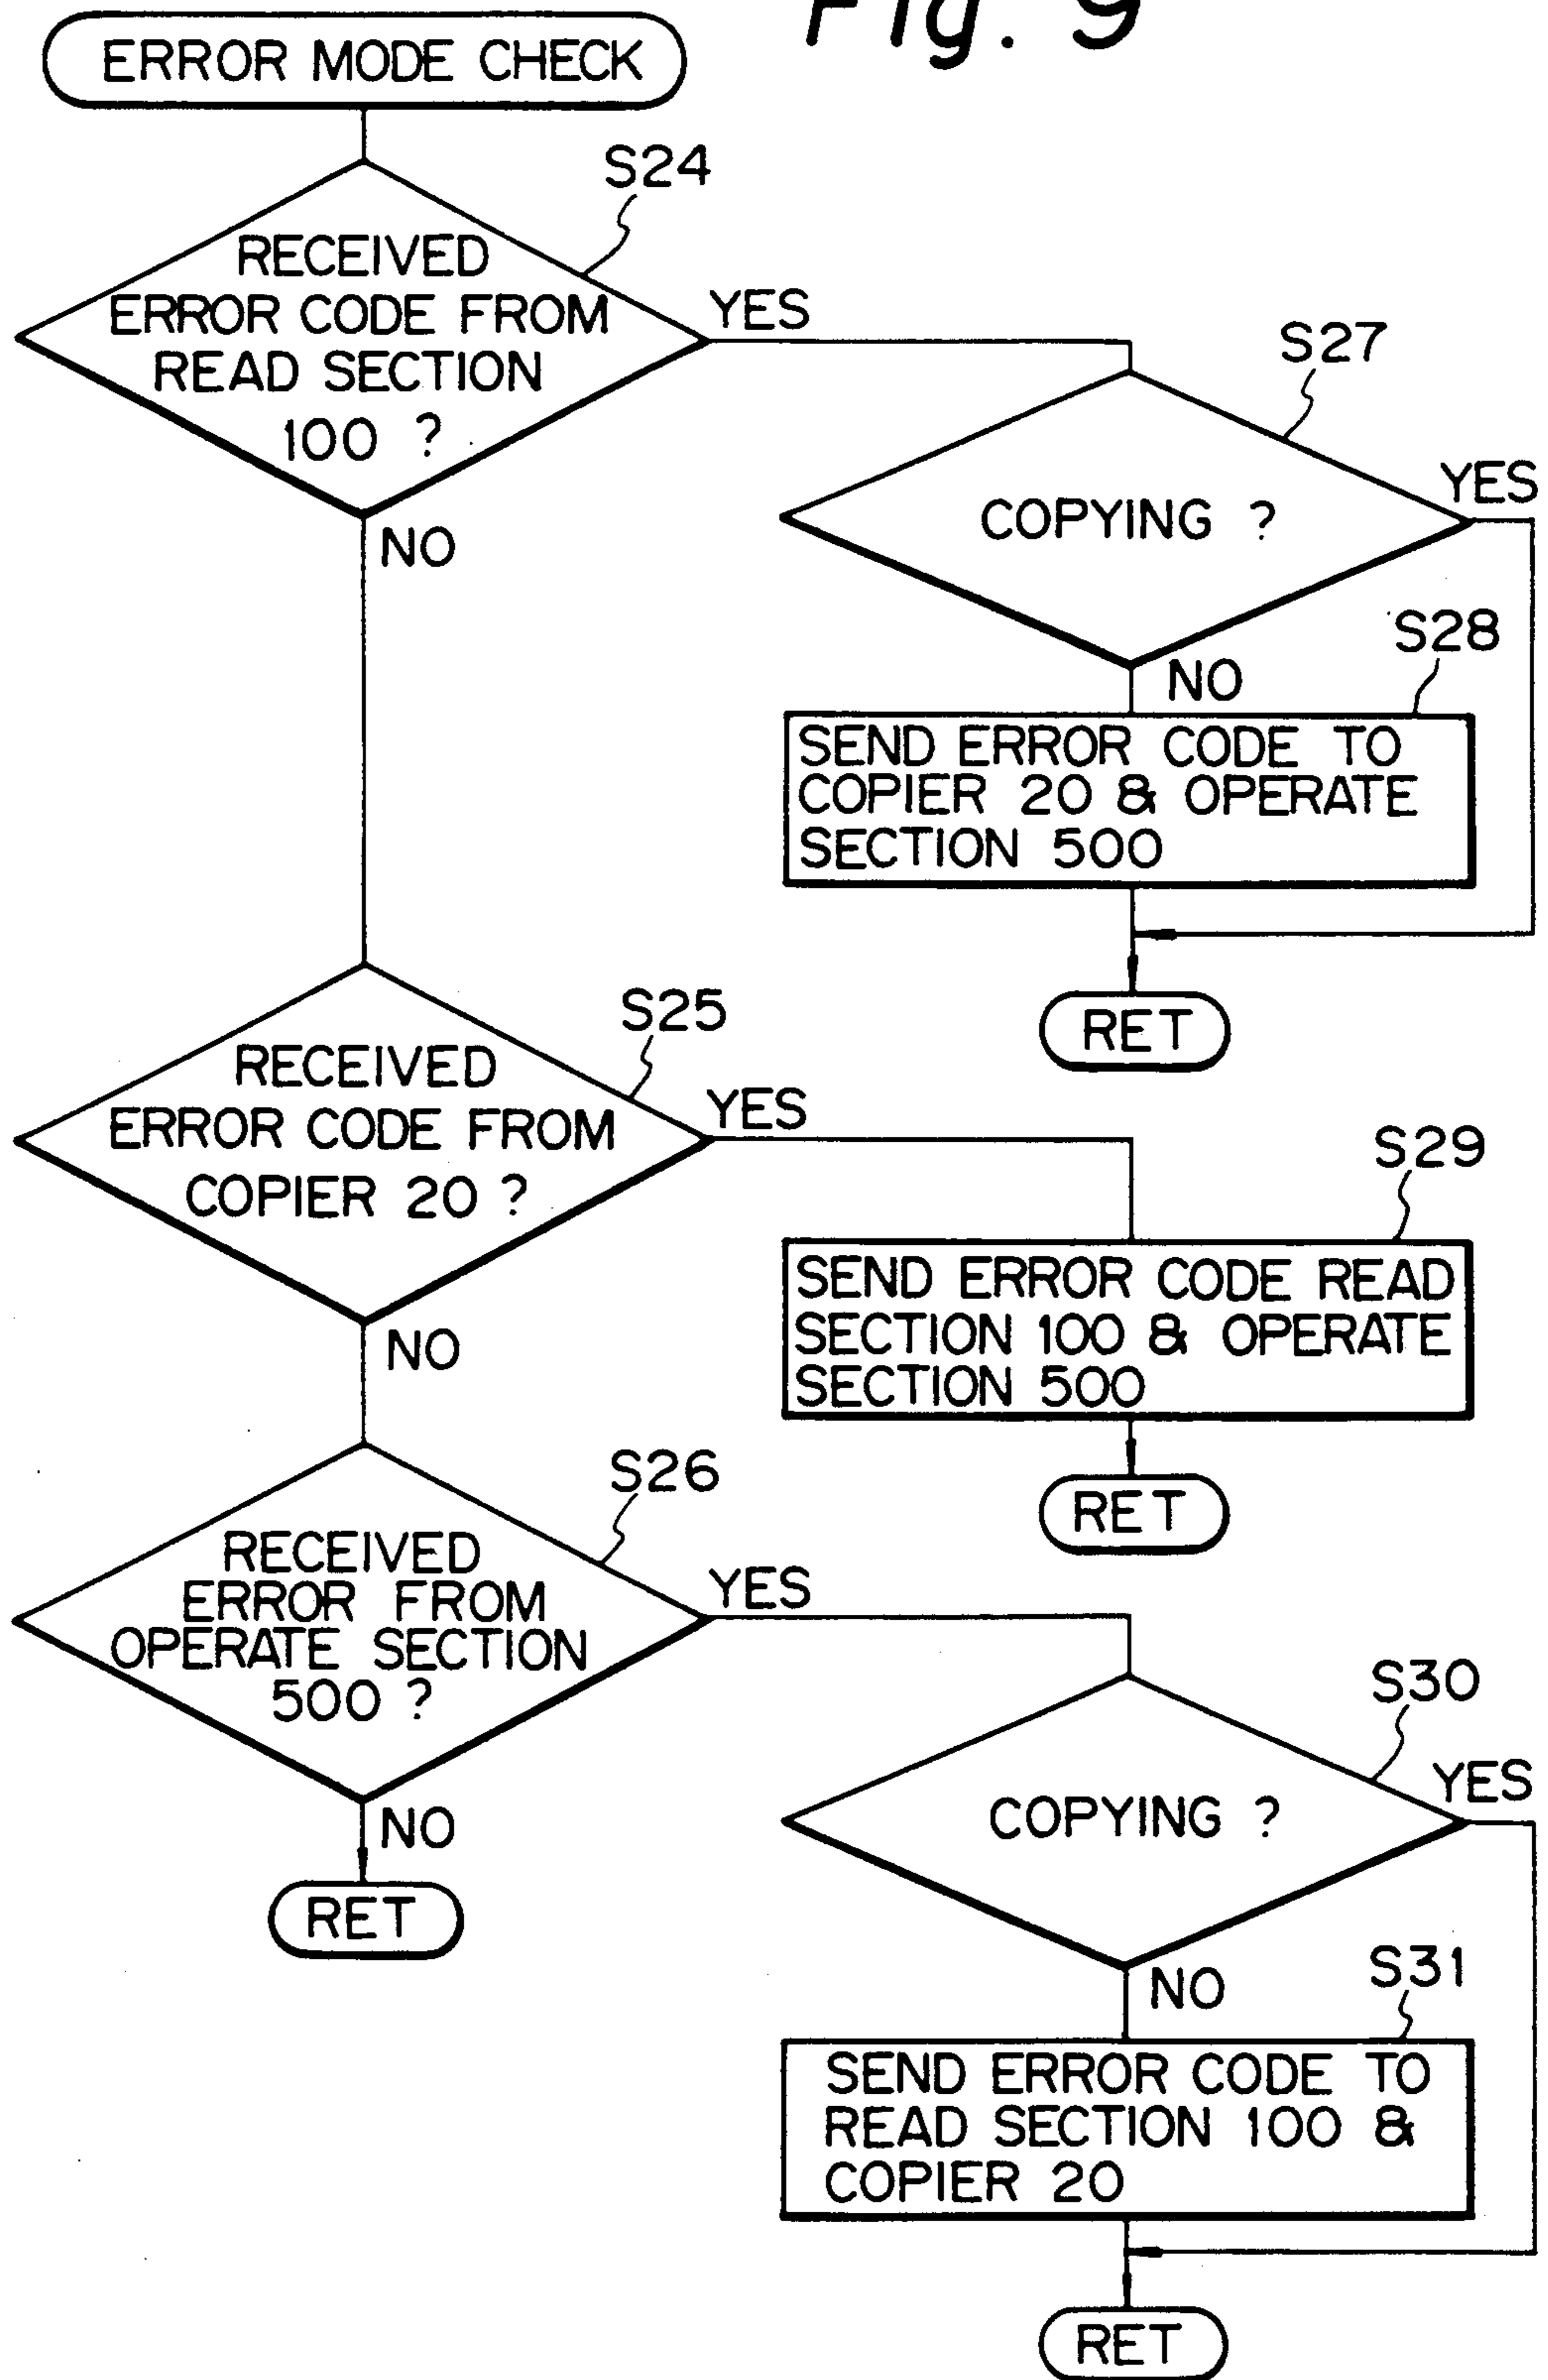 Fig. 9
ERROR MODE CHECK
S24
RECEIVED
ERROR CODE FROM
READ SECTION
100 ?
YES
NO
S27
COPYING ?
YES
NO
S28
SEND ERROR CODE TO
COPIER 20 & OPERATE
SECTION 500
RET
S25
RECEIVED
ERROR CODE FROM
COPIER 20 ?
YES
NO
S29
SEND ERROR CODE READ
SECTION 100 & OPERATE
SECTION 500
RET
S26
RECEIVED
ERROR FROM
OPERATE SECTION
500 ?
YES
NO
RET
S30
COPYING ?
YES
NO
S31
SEND ERROR CODE TO
READ SECTION 100 &
COPIER 20
RET